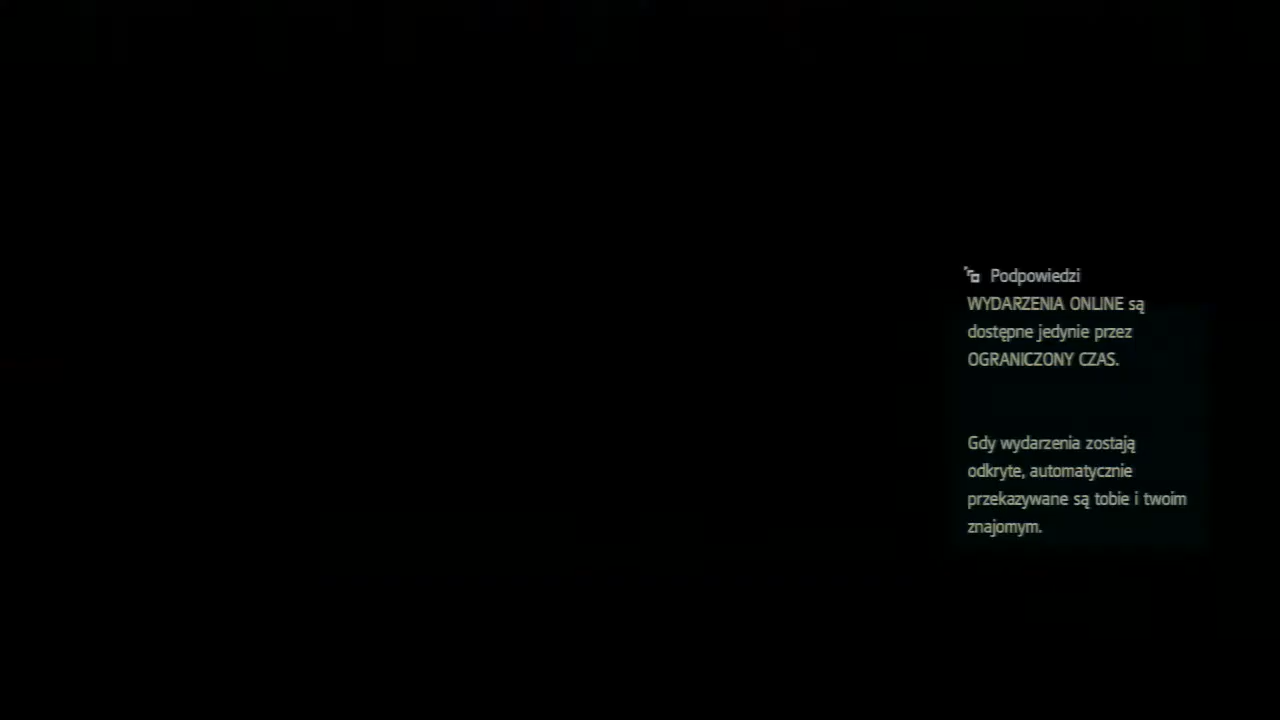 Podpowiedzi
WYDARZENIA ONLINE są
dostępne jedynie przez
OGRANICZONY CZAS.
Gdy wydarzenia zostają
odkryte, automatycznie
przekazywane są tobie i twoim
znajomym.